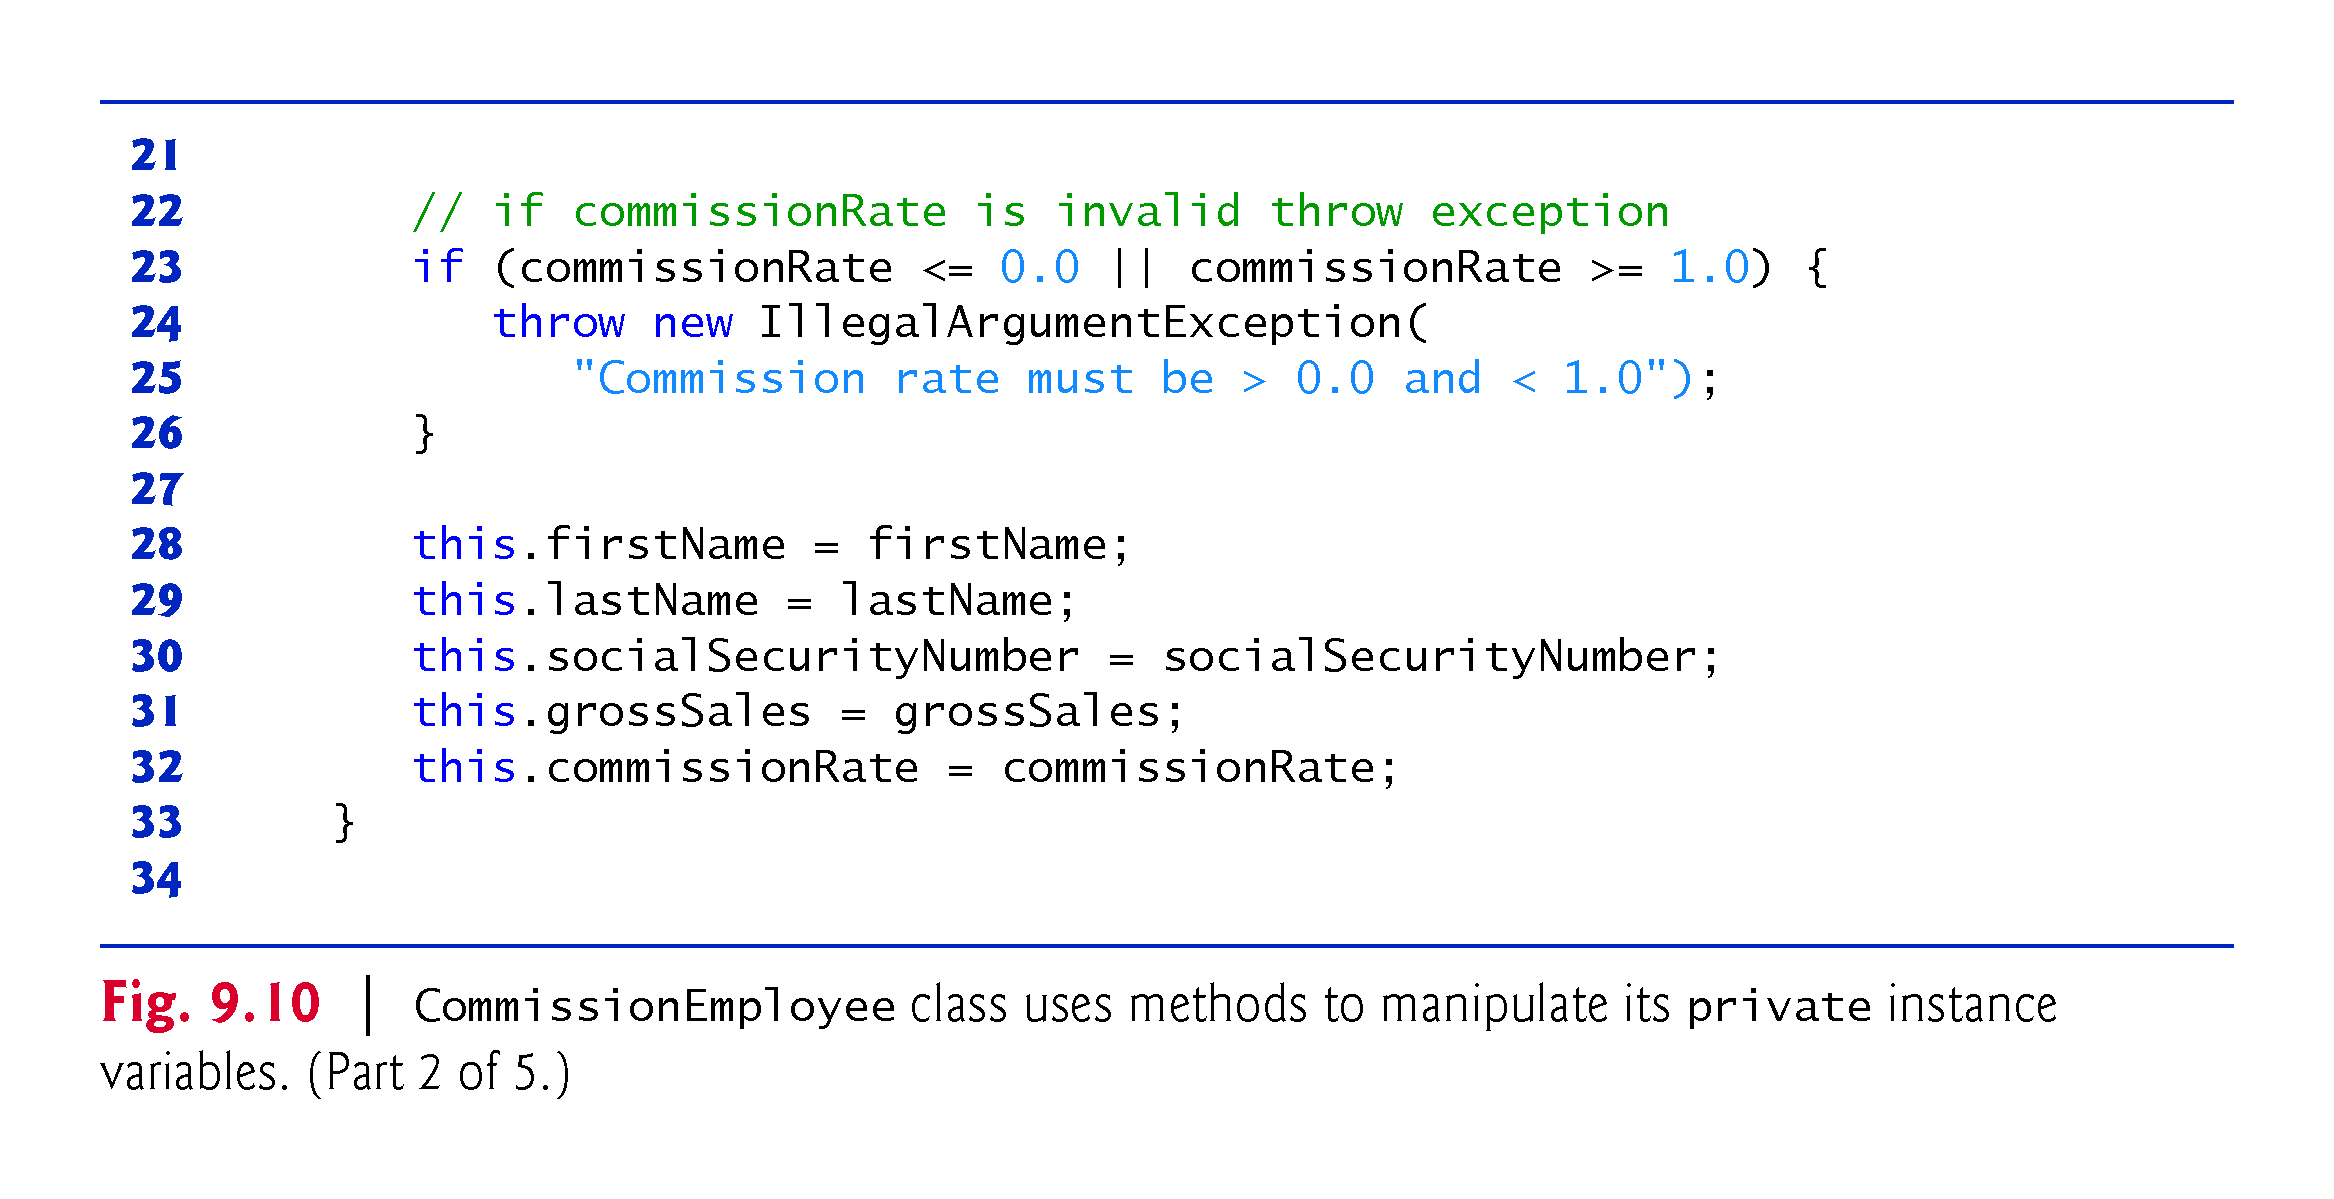 21
22 // if commissionRate is invalid throw exception
23 if (commissionRate <= 0.0 || commissionRate >= 1.0) {
24 throw new IllegalArgumentException(
25 "Commission rate must be > 0.0 and < 1.0");
26 }
27
28 this.firstName = firstName;
29 this.lastName = lastName;
30 this.socialSecurityNumber = socialSecurityNumber;
31 this.grossSales = grossSales;
32 this.commissionRate = commissionRate;
33 }
34
Fig. 9.10 | CommissionEmployee class uses methods to manipulate its private instance
variables. (Part 2 of 5.)